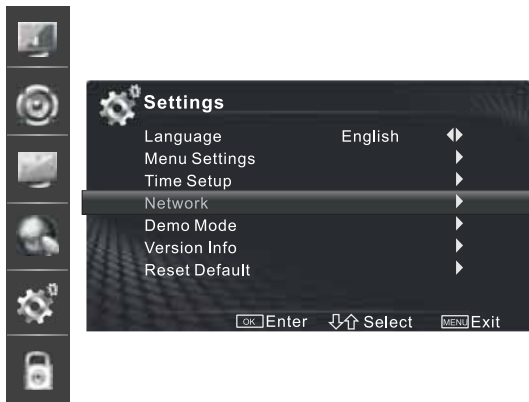 Settings
Language English
Menu Settings
Time Setup
Network
Demo Mode
Version Info
Reset Default
OK Enter Select MENU Exit